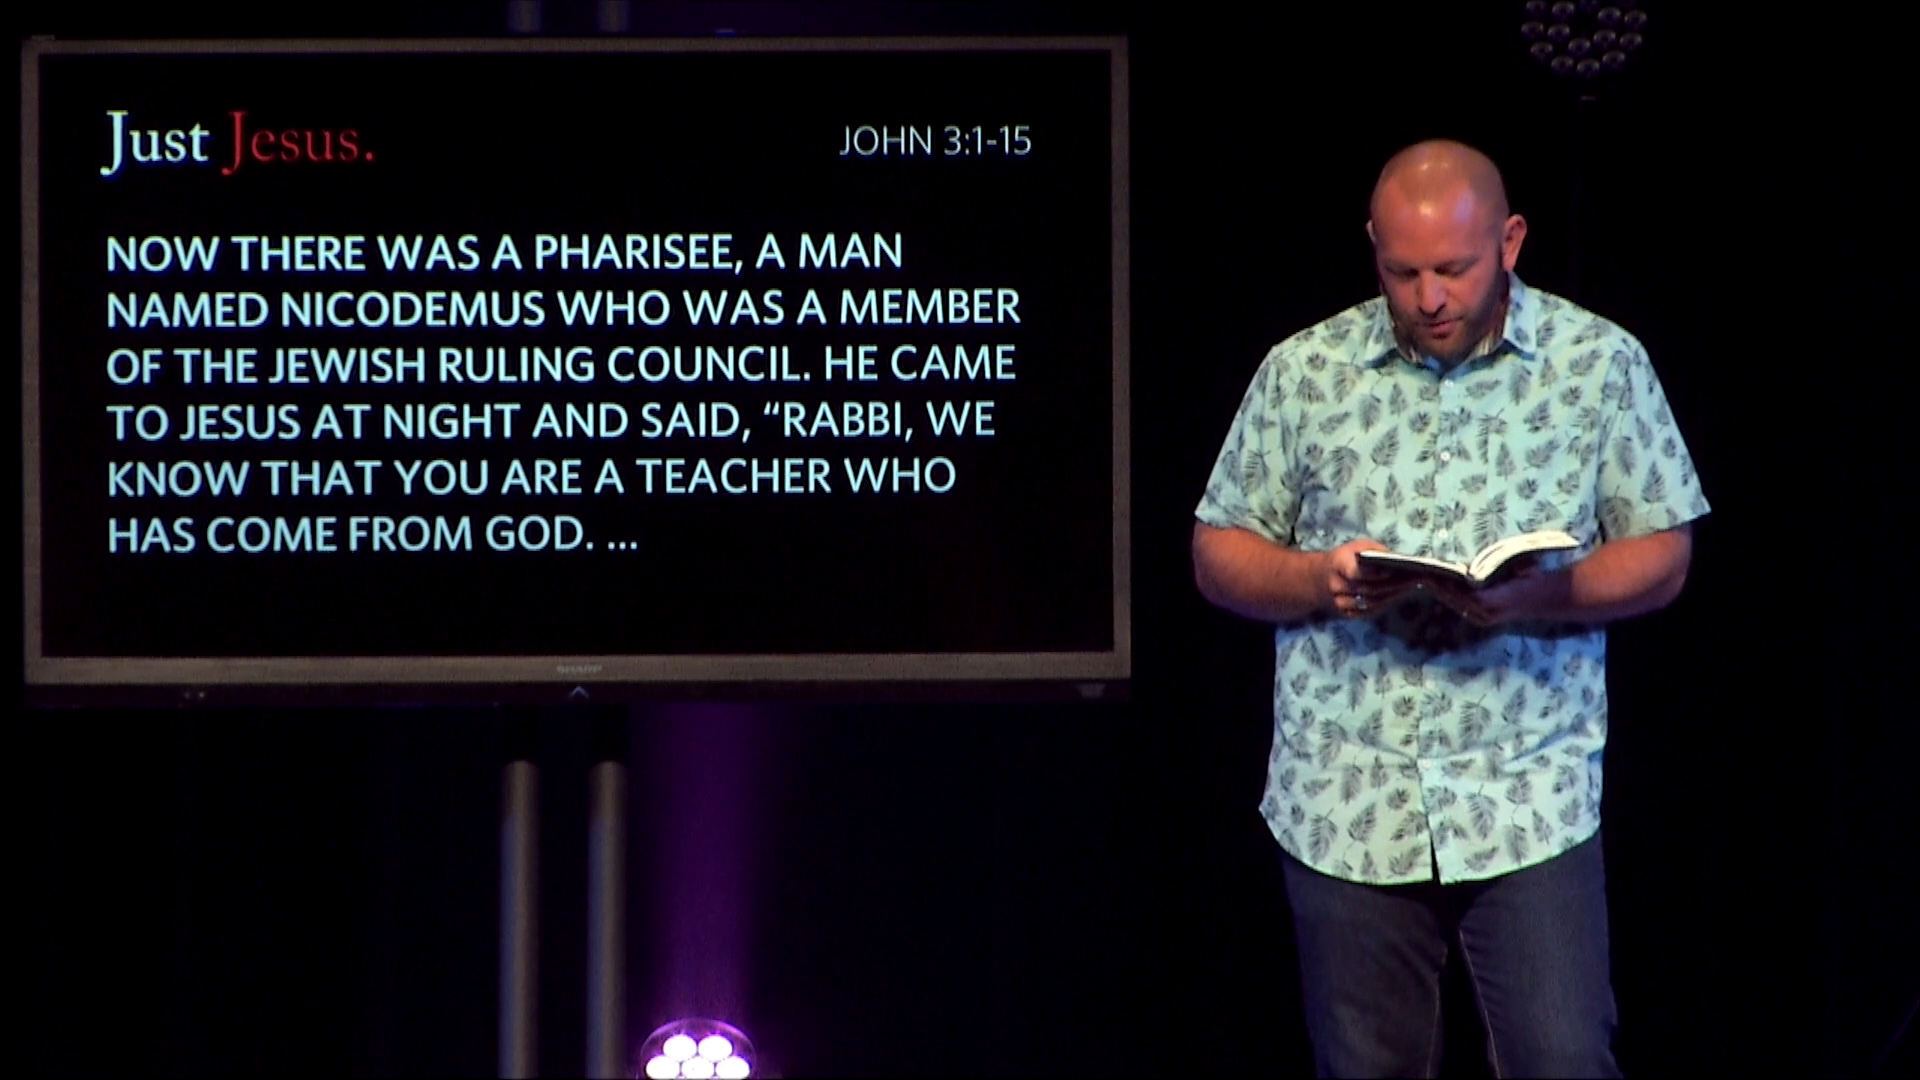 Just Jesus.
JOHN 3:1-15
NOW THERE WAS A PHARISEE, A MAN
NAMED NICODEMUS WHO WAS A MEMBER
OF THE JEWISH RULING COUNCIL. HE CAME
TO JESUS AT NIGHT AND SAID, “RABBI, WE
KNOW THAT YOU ARE A TEACHER WHO
HAS COME FROM GOD. ...
SHARP